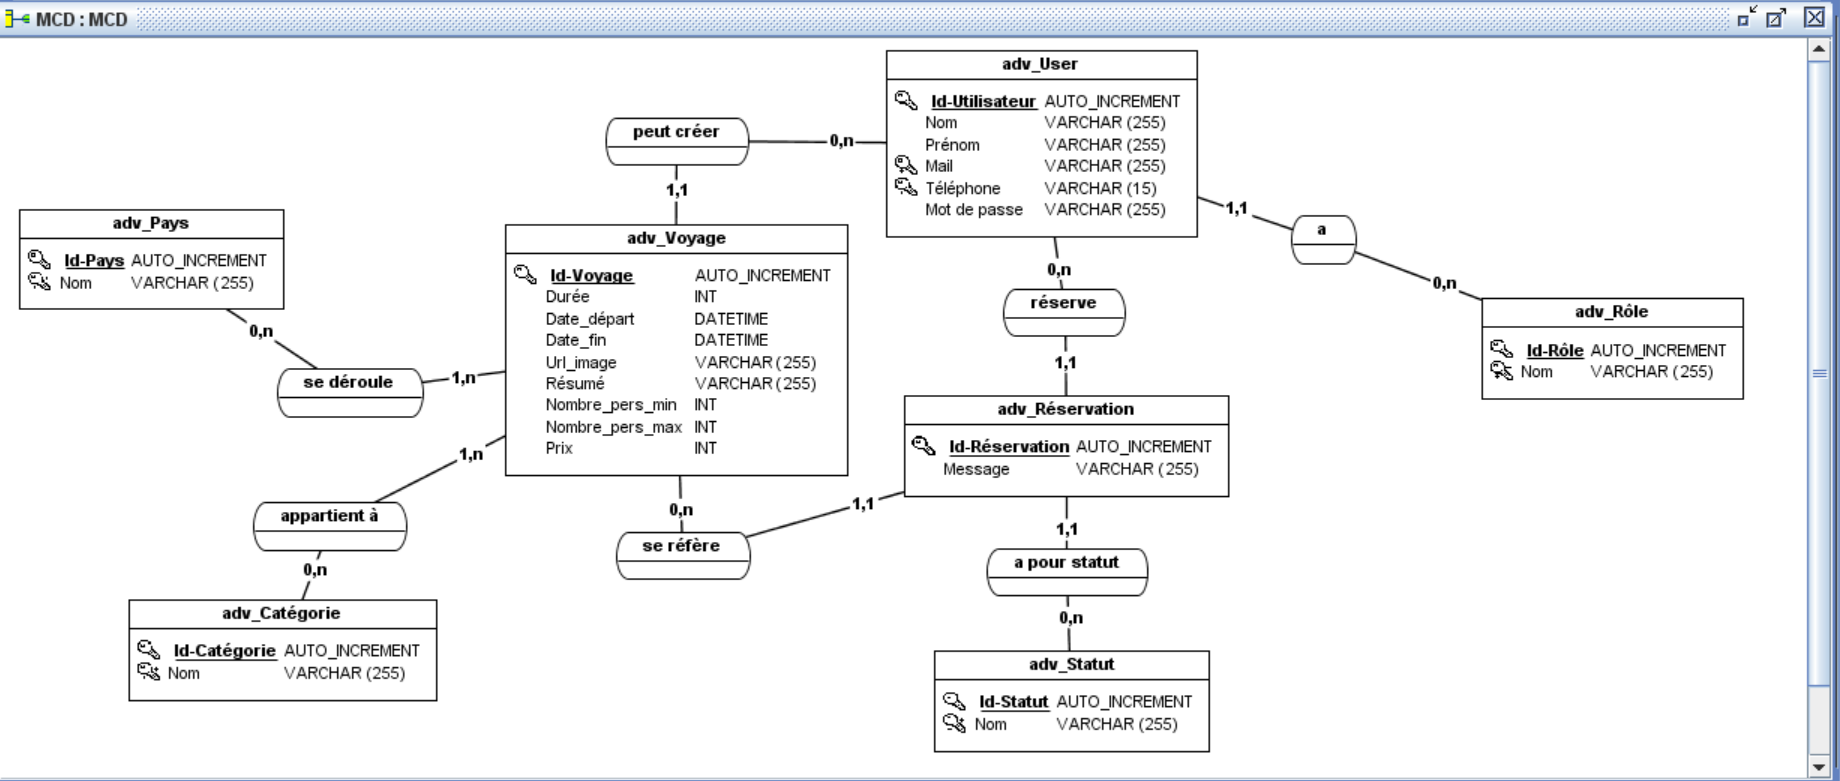 MCD : MCD
adv_User
Id-Utilisateur AUTO_INCREMENT
Nom VARCHAR (255)
Prénom VARCHAR (255)
Mail VARCHAR (255)
Téléphone VARCHAR (15)
Mot de passe VARCHAR (255)
peut créer
0,n
1,1
1,1
a
0,n
adv_Pays
Id-Pays AUTO_INCREMENT
Nom VARCHAR (255)
adv_Voyage
Id-Voyage AUTO_INCREMENT
Durée INT
Date_départ DATETIME
Date_fin DATETIME
Url_image VARCHAR (255)
Résumé VARCHAR (255)
Nombre_pers_min INT
Nombre_pers_max INT
Prix INT
0,n
réserve
1,1
adv_Rôle
Id-Rôle AUTO_INCREMENT
Nom VARCHAR (255)
0,n
se déroule
1,n
adv_Réservation
Id-Réservation AUTO_INCREMENT
Message VARCHAR (255)
1,n
appartient à
0,n
0,n
se réfère
1,1
1,1
a pour statut
0,n
adv_Catégorie
Id-Catégorie AUTO_INCREMENT
Nom VARCHAR (255)
adv_Statut
Id-Statut AUTO_INCREMENT
Nom VARCHAR (255)